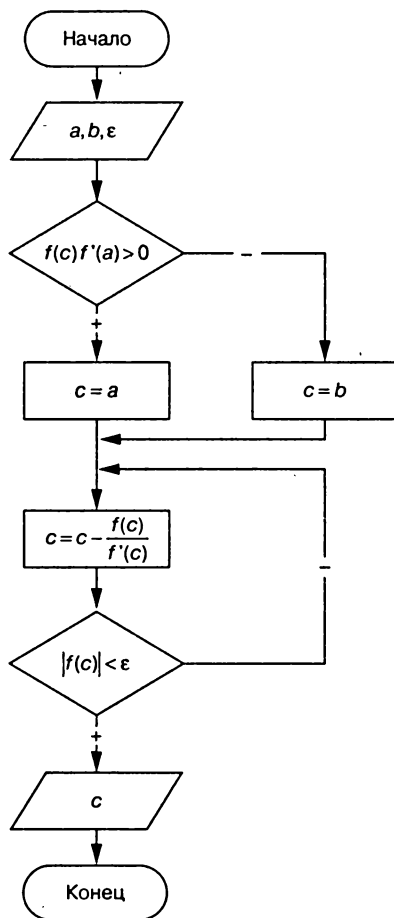 Начало
a, b, ε
f(c) f'(a) > 0
–
+
c = a
c = b
c = c - f(c)/f'(c)
–
|f(c)| < ε
+
c
Конец